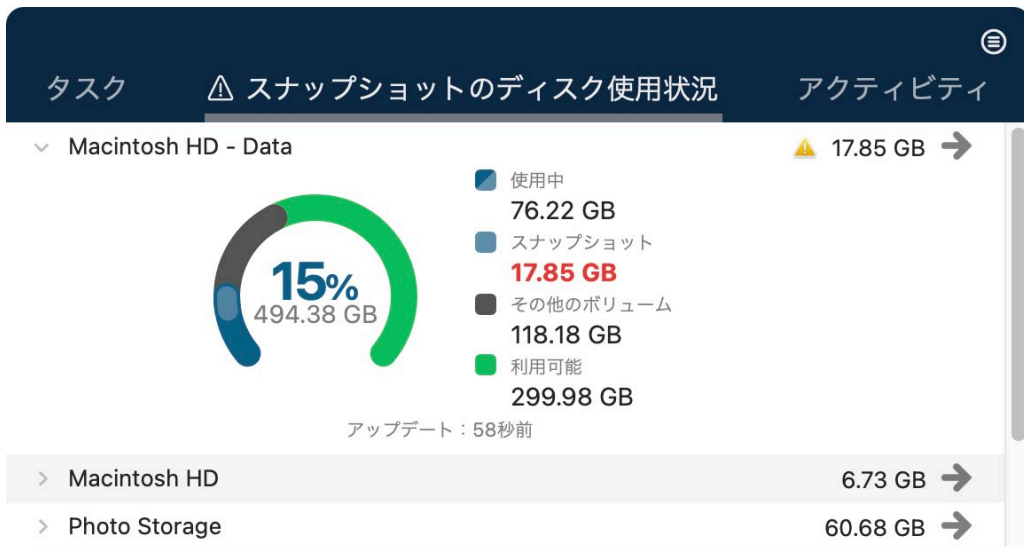 タスク
スナップショットのディスク使用状況
アクティビティ
Macintosh HD - Data
17.85 GB
15%
494.38 GB
使用中
76.22 GB
スナップショット
17.85 GB
その他のボリューム
118.18 GB
利用可能
299.98 GB
アップデート：58秒前
Macintosh HD
6.73 GB
Photo Storage
60.68 GB